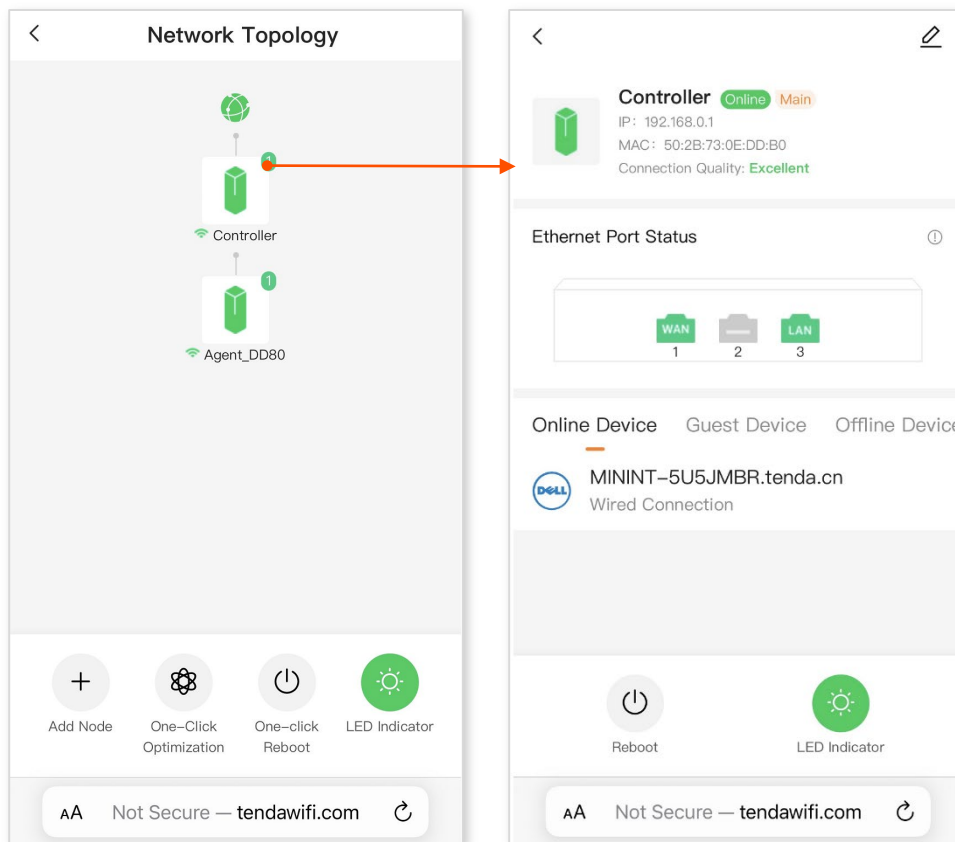 Network Topology
Controller
1
Agent_DD80
Add Node
One-Click
Optimization
One-click
Reboot
LED Indicator
AA Not Secure — tendawifi.com
Controller Online Main
IP: 192.168.0.1
MAC: 50:2B:73:0E:DD:B0
Connection Quality: Excellent
Ethernet Port Status
WAN LAN
1 2 3
Online Device Guest Device Offline Device
DELL
MININT-5U5JMBR.tenda.cn
Wired Connection
Reboot
LED Indicator
AA Not Secure — tendawifi.com